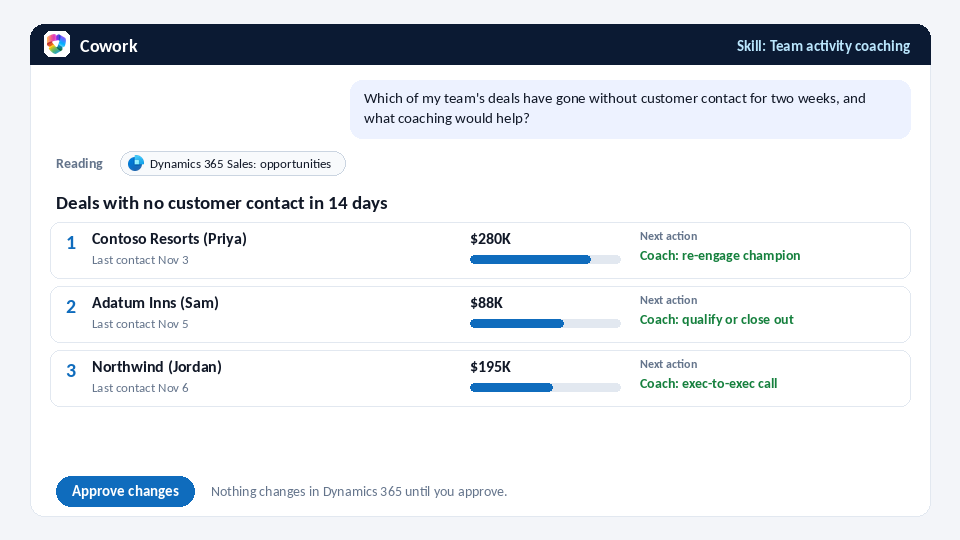 Cowork
Skill: Team activity coaching
Which of my team's deals have gone without customer contact for two weeks, and
what coaching would help?
Reading
Dynamics 365 Sales: opportunities
Deals with no customer contact in 14 days
1
Contoso Resorts (Priya)
Last contact Nov 3
$280K
Next action
Coach: re-engage champion
2
Adatum Inns (Sam)
Last contact Nov 5
$88K
Next action
Coach: qualify or close out
3
Northwind (Jordan)
Last contact Nov 6
$195K
Next action
Coach: exec-to-exec call
Approve changes
Nothing changes in Dynamics 365 until you approve.